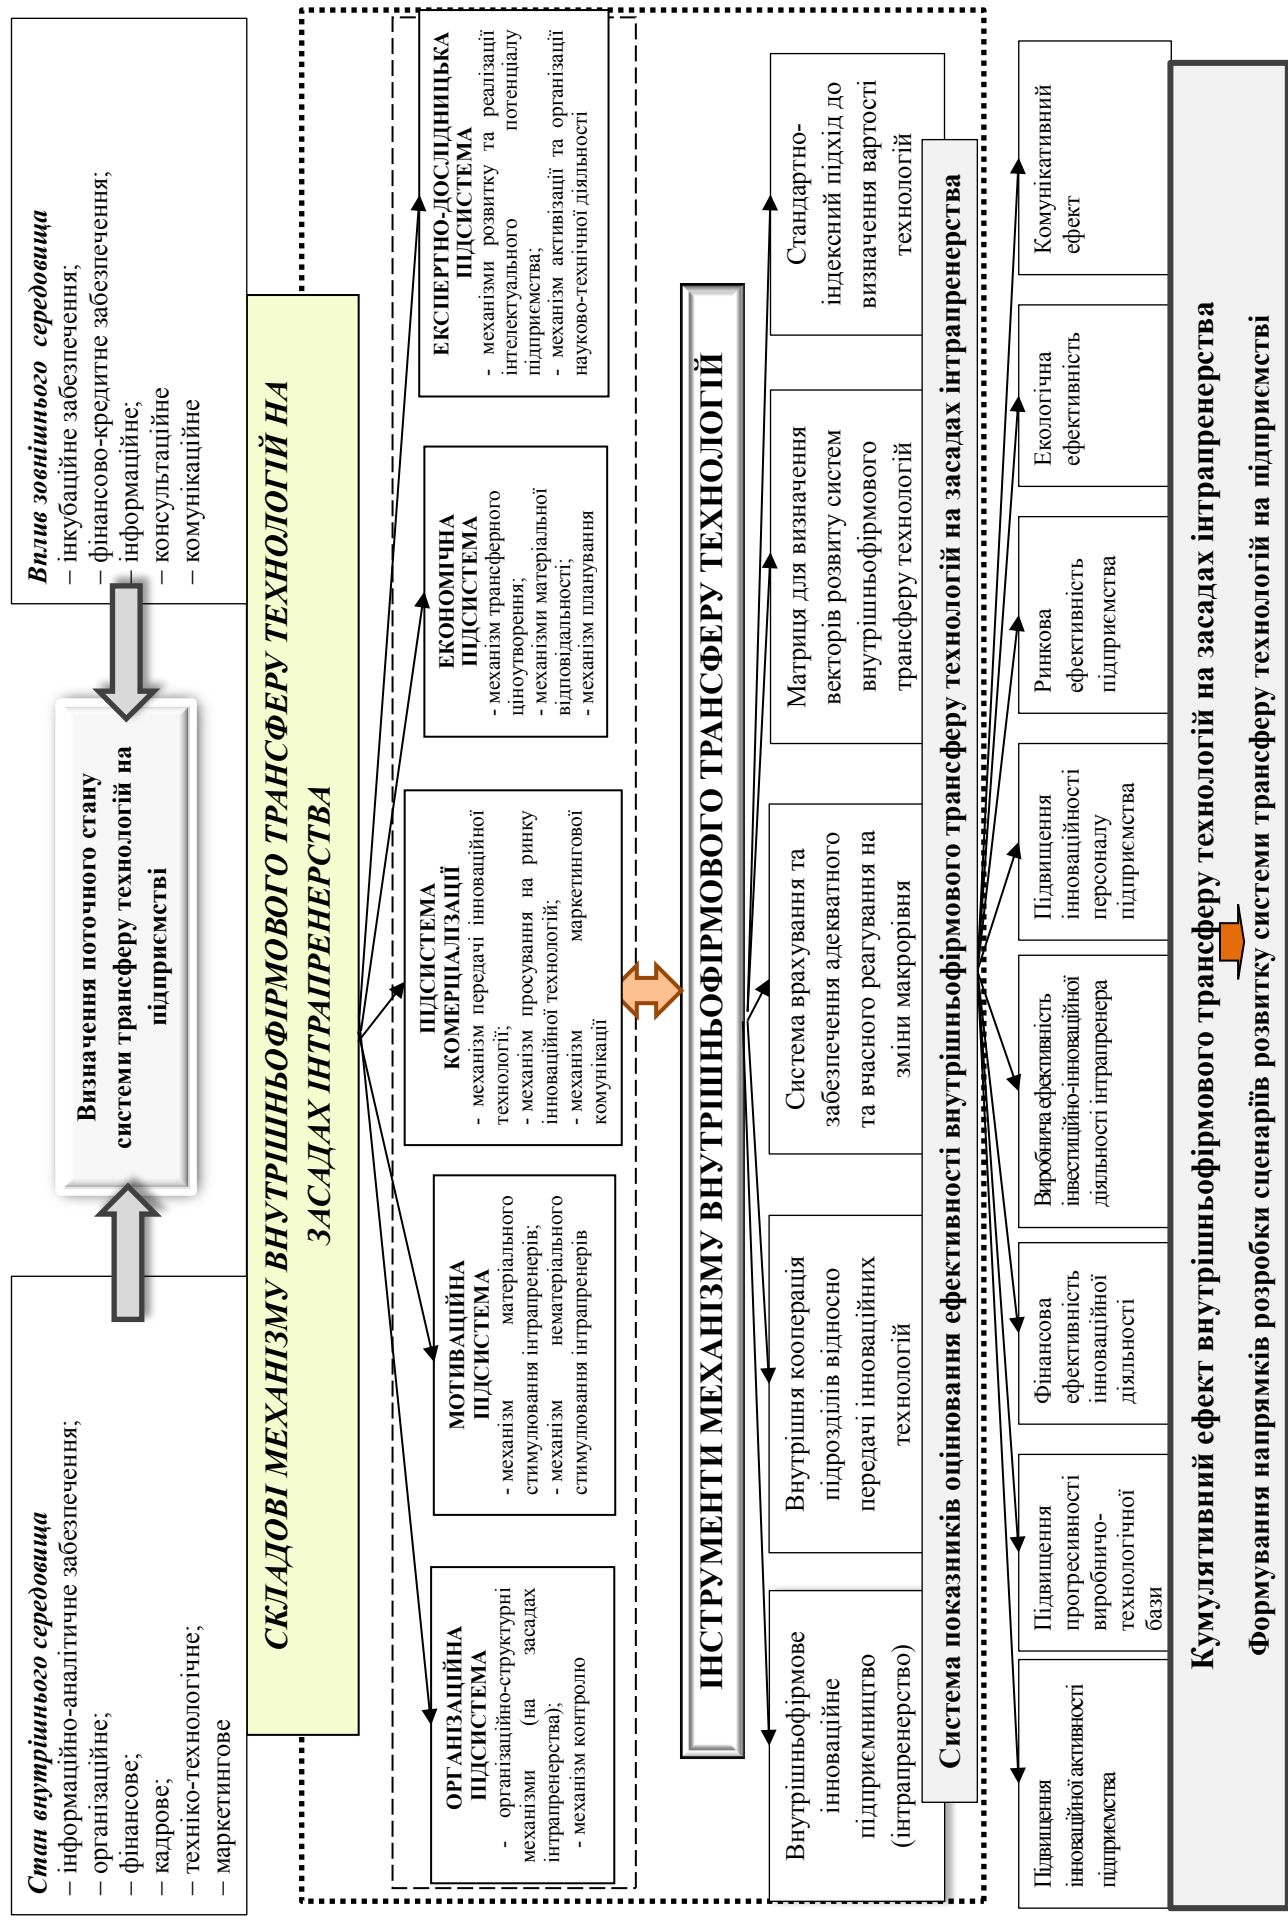 Стан внутрішнього середовища
– інформаційно-аналітичне забезпечення;
– організаційне;
– фінансове;
– кадрове;
– техніко-технологічне;
– маркетингове
Визначення поточного стану
системи трансферу технологій на
підприємстві
Вплив зовнішнього середовища
– інкубаційне забезпечення;
– фінансово-кредитне забезпечення;
– інформаційне;
– консультаційне
– комунікаційне
СКЛАДОВІ МЕХАНІЗМУ ВНУТРІШНЬОФІРМОВОГО ТРАНСФЕРУ ТЕХНОЛОГІЙ НА
ЗАСАДАХ ІНТРАПРЕНЕРСТВА
ОРГАНІЗАЦІЙНА
ПІДСИСТЕМА
- організаційно-структурні
механізми (на засадах
інтрапренерства);
- механізм контролю
МОТИВАЦІЙНА
ПІДСИСТЕМА
- механізм матеріального
стимулювання інтрапренерів;
- механізм нематеріального
стимулювання інтрапренерів
ПІДСИСТЕМА
КОМЕРЦІАЛІЗАЦІЇ
- механізм передачі інноваційної
технології;
- механізм просування на ринку
інноваційної технологій;
- механізм маркетингової
комунікації
ЕКОНОМІЧНА
ПІДСИСТЕМА
- механізм трансферного
ціноутворення;
- механізми матеріальної
відповідальності;
- механізм планування
ЕКСПЕРТНО-ДОСЛІДНИЦЬКА
ПІДСИСТЕМА
- механізми розвитку та реалізації
інтелектуального потенціалу
підприємства;
- механізм активізації та організації
науково-технічної діяльності
ІНСТРУМЕНТИ МЕХАНІЗМУ ВНУТРІШНЬОФІРМОВОГО ТРАНСФЕРУ ТЕХНОЛОГІЙ
Внутрішньофірмове
інноваційне
підприємництво
(інтрапренерство)
Внутрішня кооперація
підрозділів відносно
передачі інноваційних
технологій
Система врахування та
забезпечення адекватного
та вчасного реагування на
зміни макрорівня
Матриця для визначення
векторів розвиту систем
внутрішньофірмового
трансферу технологій
Стандартно-
індексний підхід до
визначення вартості
технологій
Система показників оцінювання ефективності внутрішньофірмового трансферу технологій на засадах інтрапренерства
Підвищення
інноваційної активності
підприємства
Підвищення
прогресивності
виробничо-
технологічної
бази
Фінансова
ефективність
інноваційної
діяльності
Виробнича ефективність
інвестиційно-інноваційної
діяльності інтрапренера
Підвищення
інноваційності
персоналу
підприємства
Ринкова
ефективність
підприємства
Екологічна
ефективність
Комунікативний
ефект
Кумулятивний ефект внутрішньофірмового трансферу технологій на засадах інтрапренерства
Формування напрямків розробки сценаріїв розвитку системи трансферу технологій на підприємстві